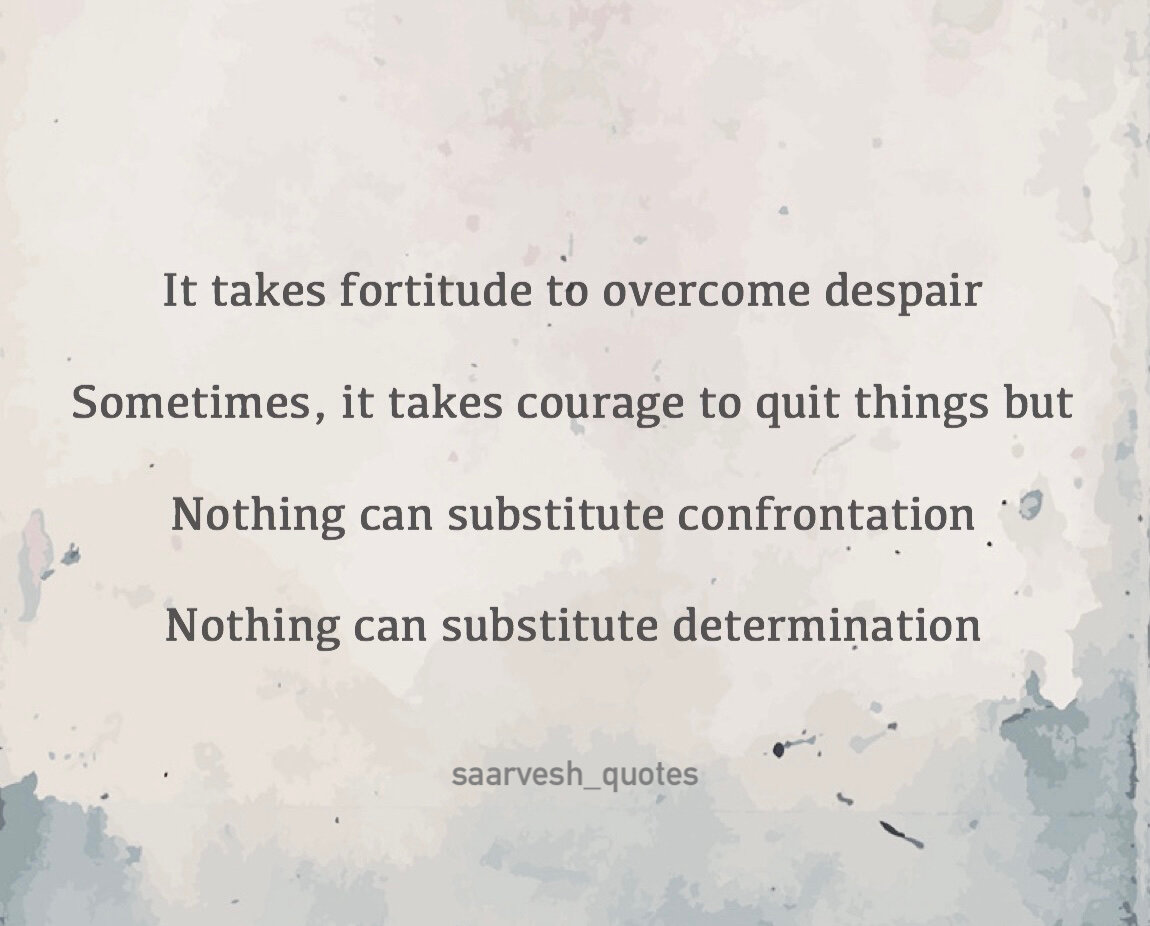 It takes fortitude to overcome despair
Sometimes, it takes courage to quit things but
Nothing can substitute confrontation
Nothing can substitute determination
saarvesh_quotes